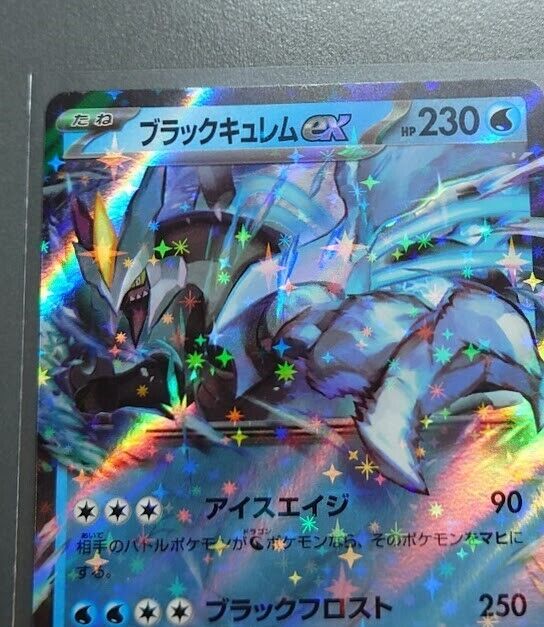 たね ブラックキュレムex HP230
アイスエイジ 90
相手のバトルポケモンがポケモンなら、そのポケモンをマヒに
する。
ブラックフロスト 250